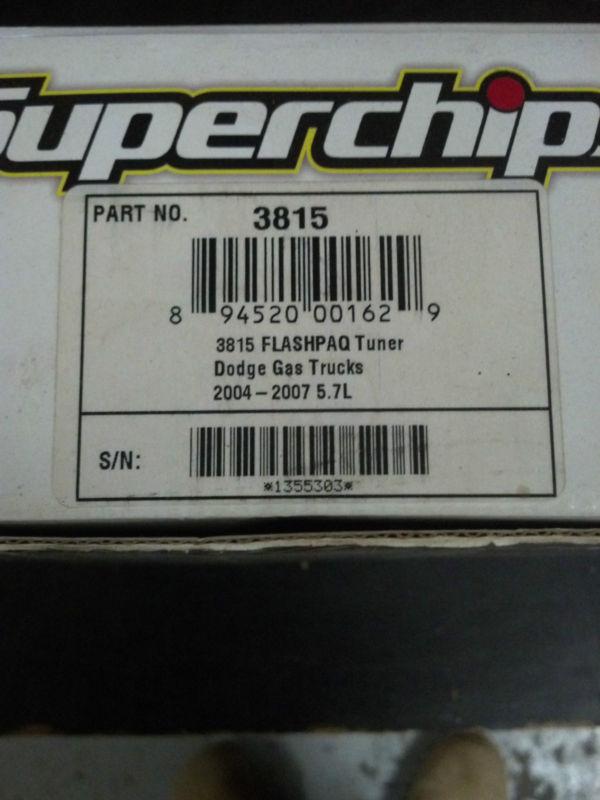 Superchips
PART NO. 3815
8 94520 00162 9
3815 FLASHPAQ Tuner
Dodge Gas Trucks
2004-2007 5.7L
S/N:
*1355303*